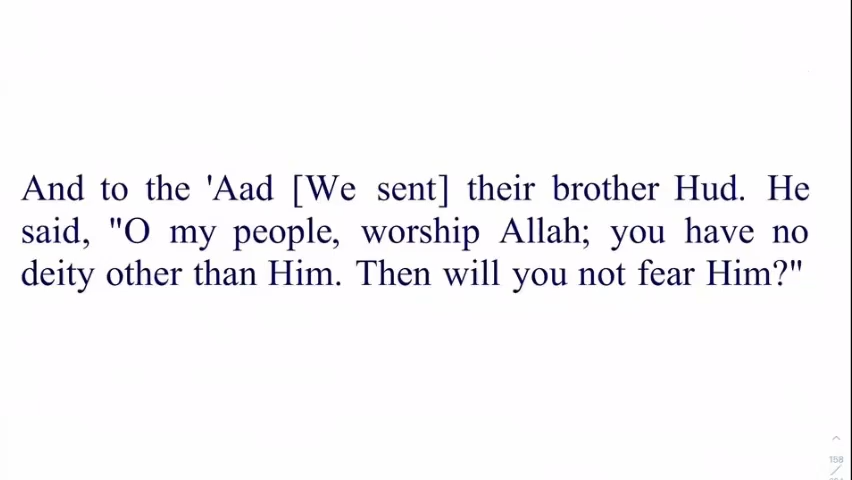 And to the 'Aad [We sent] their brother Hud. He
said, "O my people, worship Allah; you have no
deity other than Him. Then will you not fear Him?"
158